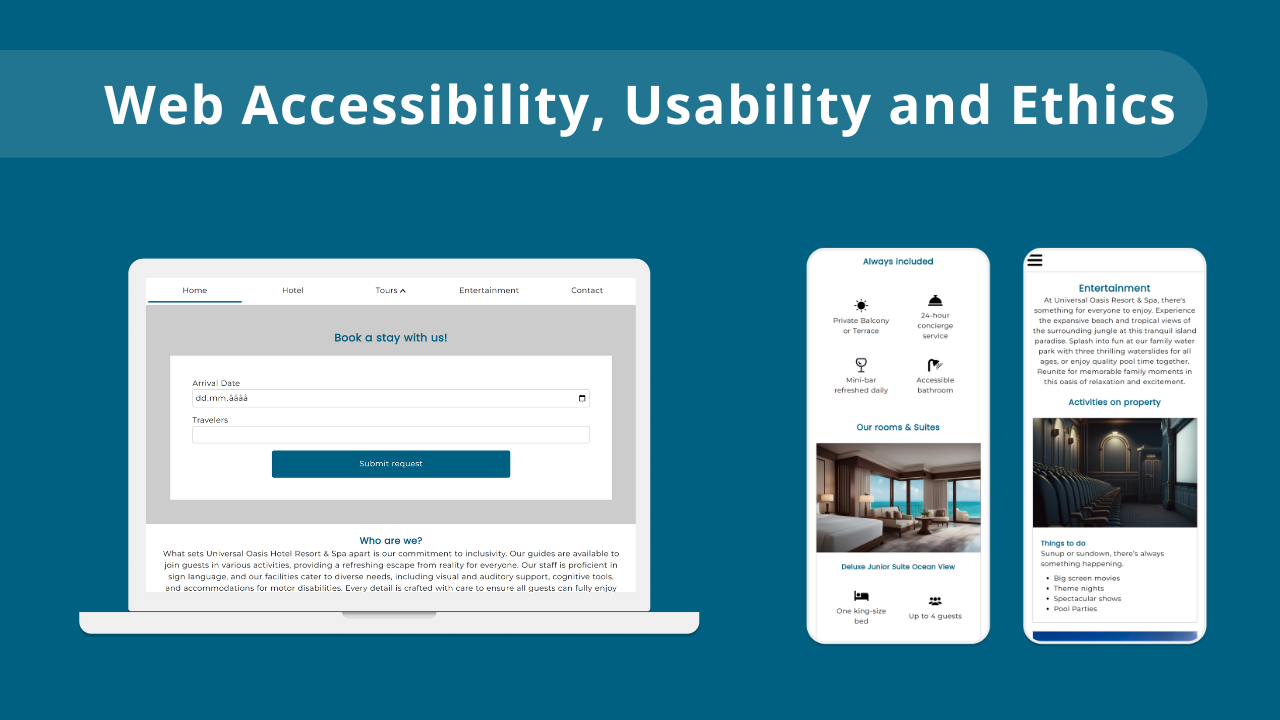 Web Accessibility, Usability and Ethics
Home Hotel Tours Entertainment Contact
Book a stay with us!
Arrival Date
dd.mm.åååå
Travelers
Submit request
Who are we?
What sets Universal Oasis Hotel Resort & Spa apart is our commitment to inclusivity. Our guides are available to
join guests in various activities, providing a refreshing escape from reality for everyone. Our staff is proficient in
sign language, and our facilities cater to diverse needs, including visual and auditory support, cognitive tools,
and accommodations for motor disabilities. Every detail is crafted with care to ensure all guests can fully enjoy
Always included
Private Balcony
or Terrace
24-hour
concierge
service
Mini-bar
refreshed daily
Accessible
bathroom
Our rooms & Suites
Deluxe Junior Suite Ocean View
One king-size
bed
Up to 4 guests
Entertainment
At Universal Oasis Resort & Spa, there's
something for everyone to enjoy. Experience
the expansive beach and tropical views of
the surrounding jungle at this tranquil island
paradise. Splash into fun at our family water
park with three thrilling waterslides for all
ages, or enjoy quality pool time together.
Reunite for memorable family moments in
this oasis of relaxation and excitement.
Activities on property
Things to do
Sunup or sundown, there's always
something happening.
• Big screen movies
• Theme nights
• Spectacular shows
• Pool Parties